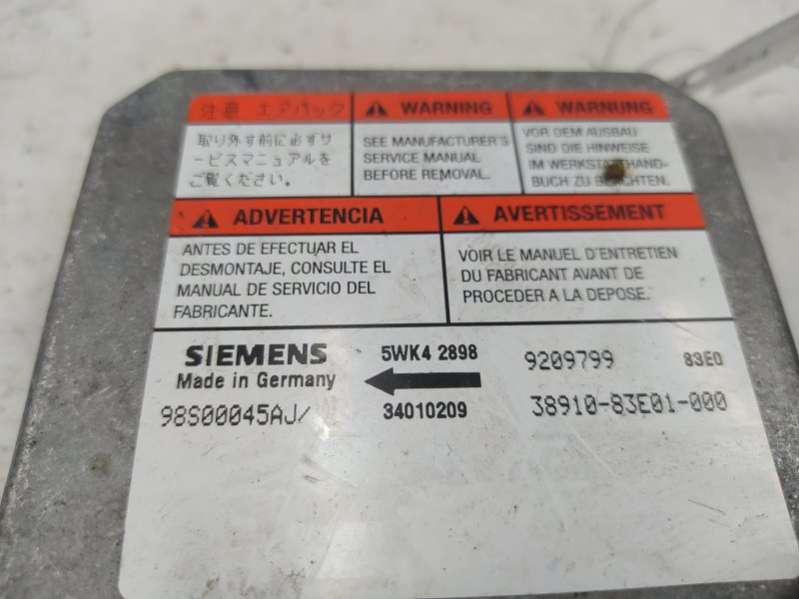 注意 エアバック
取り外す前に必ずサ
ービスマニュアルを
ご覧ください。
WARNING
SEE MANUFACTURER'S
SERVICE MANUAL
BEFORE REMOVAL.
WARNUNG
VOR DEM AUSBAU
SIND DIE HINWEISE
IM WERKSTATTHAND-
BUCH ZU BEACHTEN.
ADVERTENCIA
ANTES DE EFECTUAR EL
DESMONTAJE, CONSULTE EL
MANUAL DE SERVICIO DEL
FABRICANTE.
AVERTISSEMENT
VOIR LE MANUEL D'ENTRETIEN
DU FABRICANT AVANT DE
PROCEDER A LA DEPOSE.
SIEMENS 5WK4 2898 9209799 83E0
Made in Germany
98S00045AJ/ 34010209 38910-83E01-000